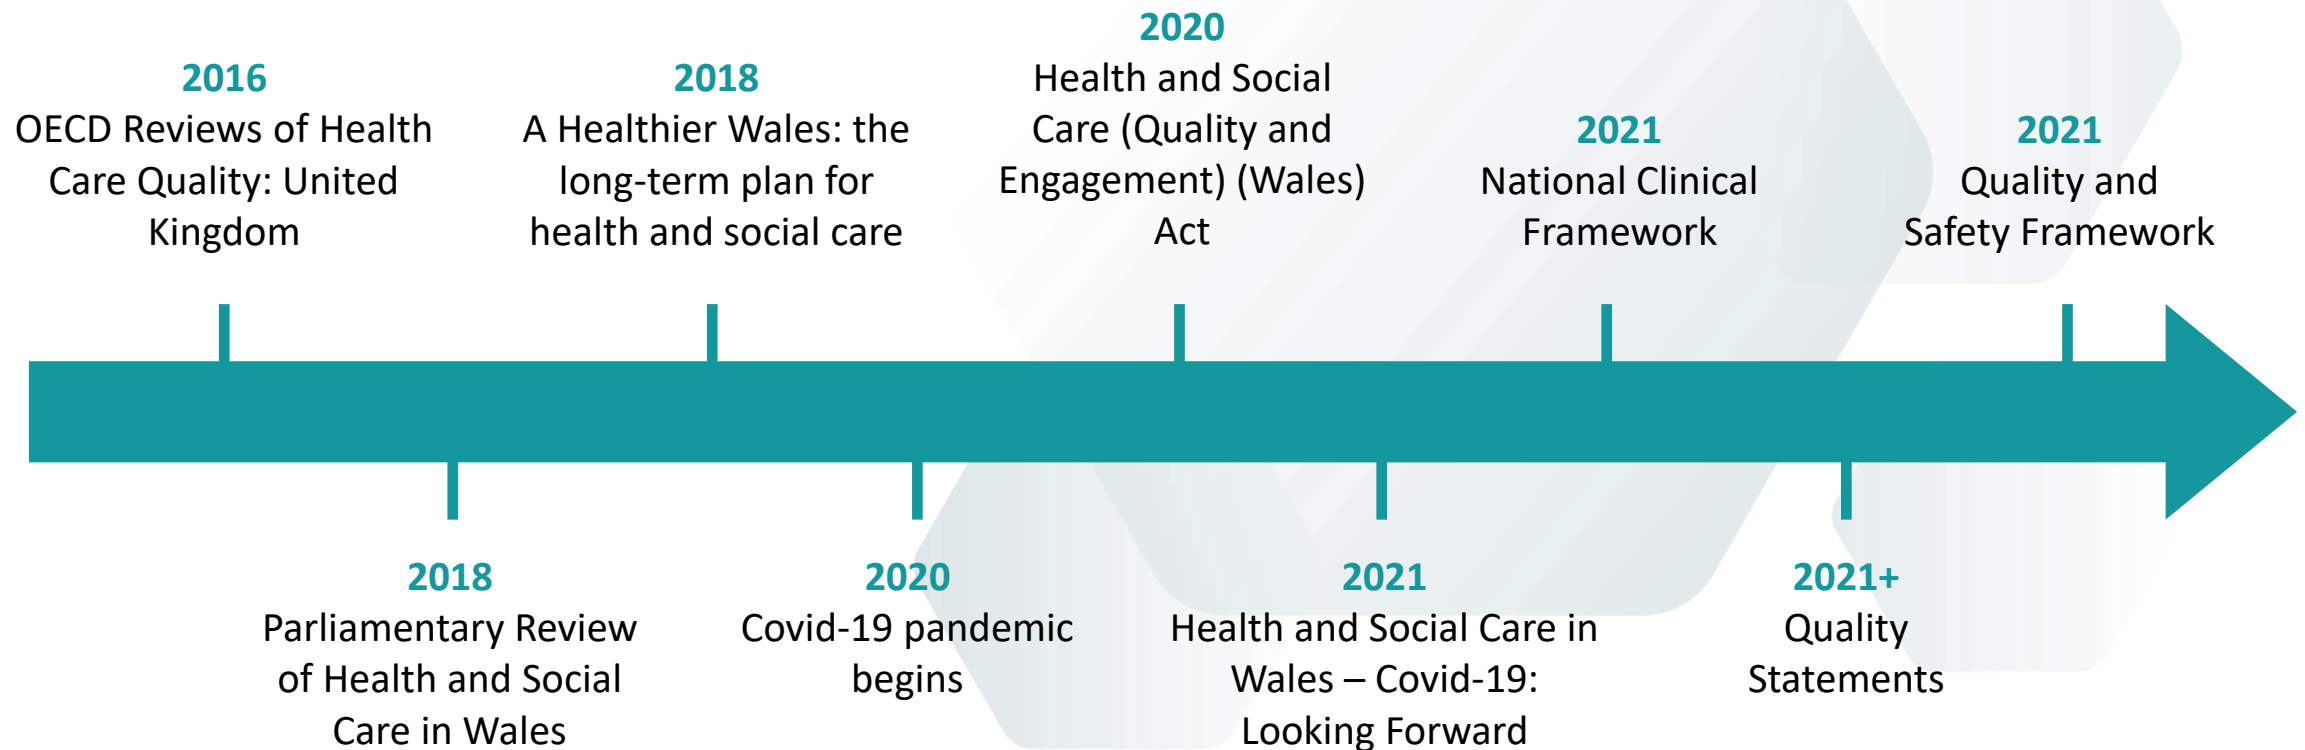 2016
OECD Reviews of Health
Care Quality: United
Kingdom
2018
A Healthier Wales: the
long-term plan for
health and social care
2020
Health and Social
Care (Quality and
Engagement) (Wales)
Act
2021
National Clinical
Framework
2021
Quality and
Safety Framework
2018
Parliamentary Review
of Health and Social
Care in Wales
2020
Covid-19 pandemic
begins
2021
Health and Social Care in
Wales – Covid-19:
Looking Forward
2021+
Quality
Statements